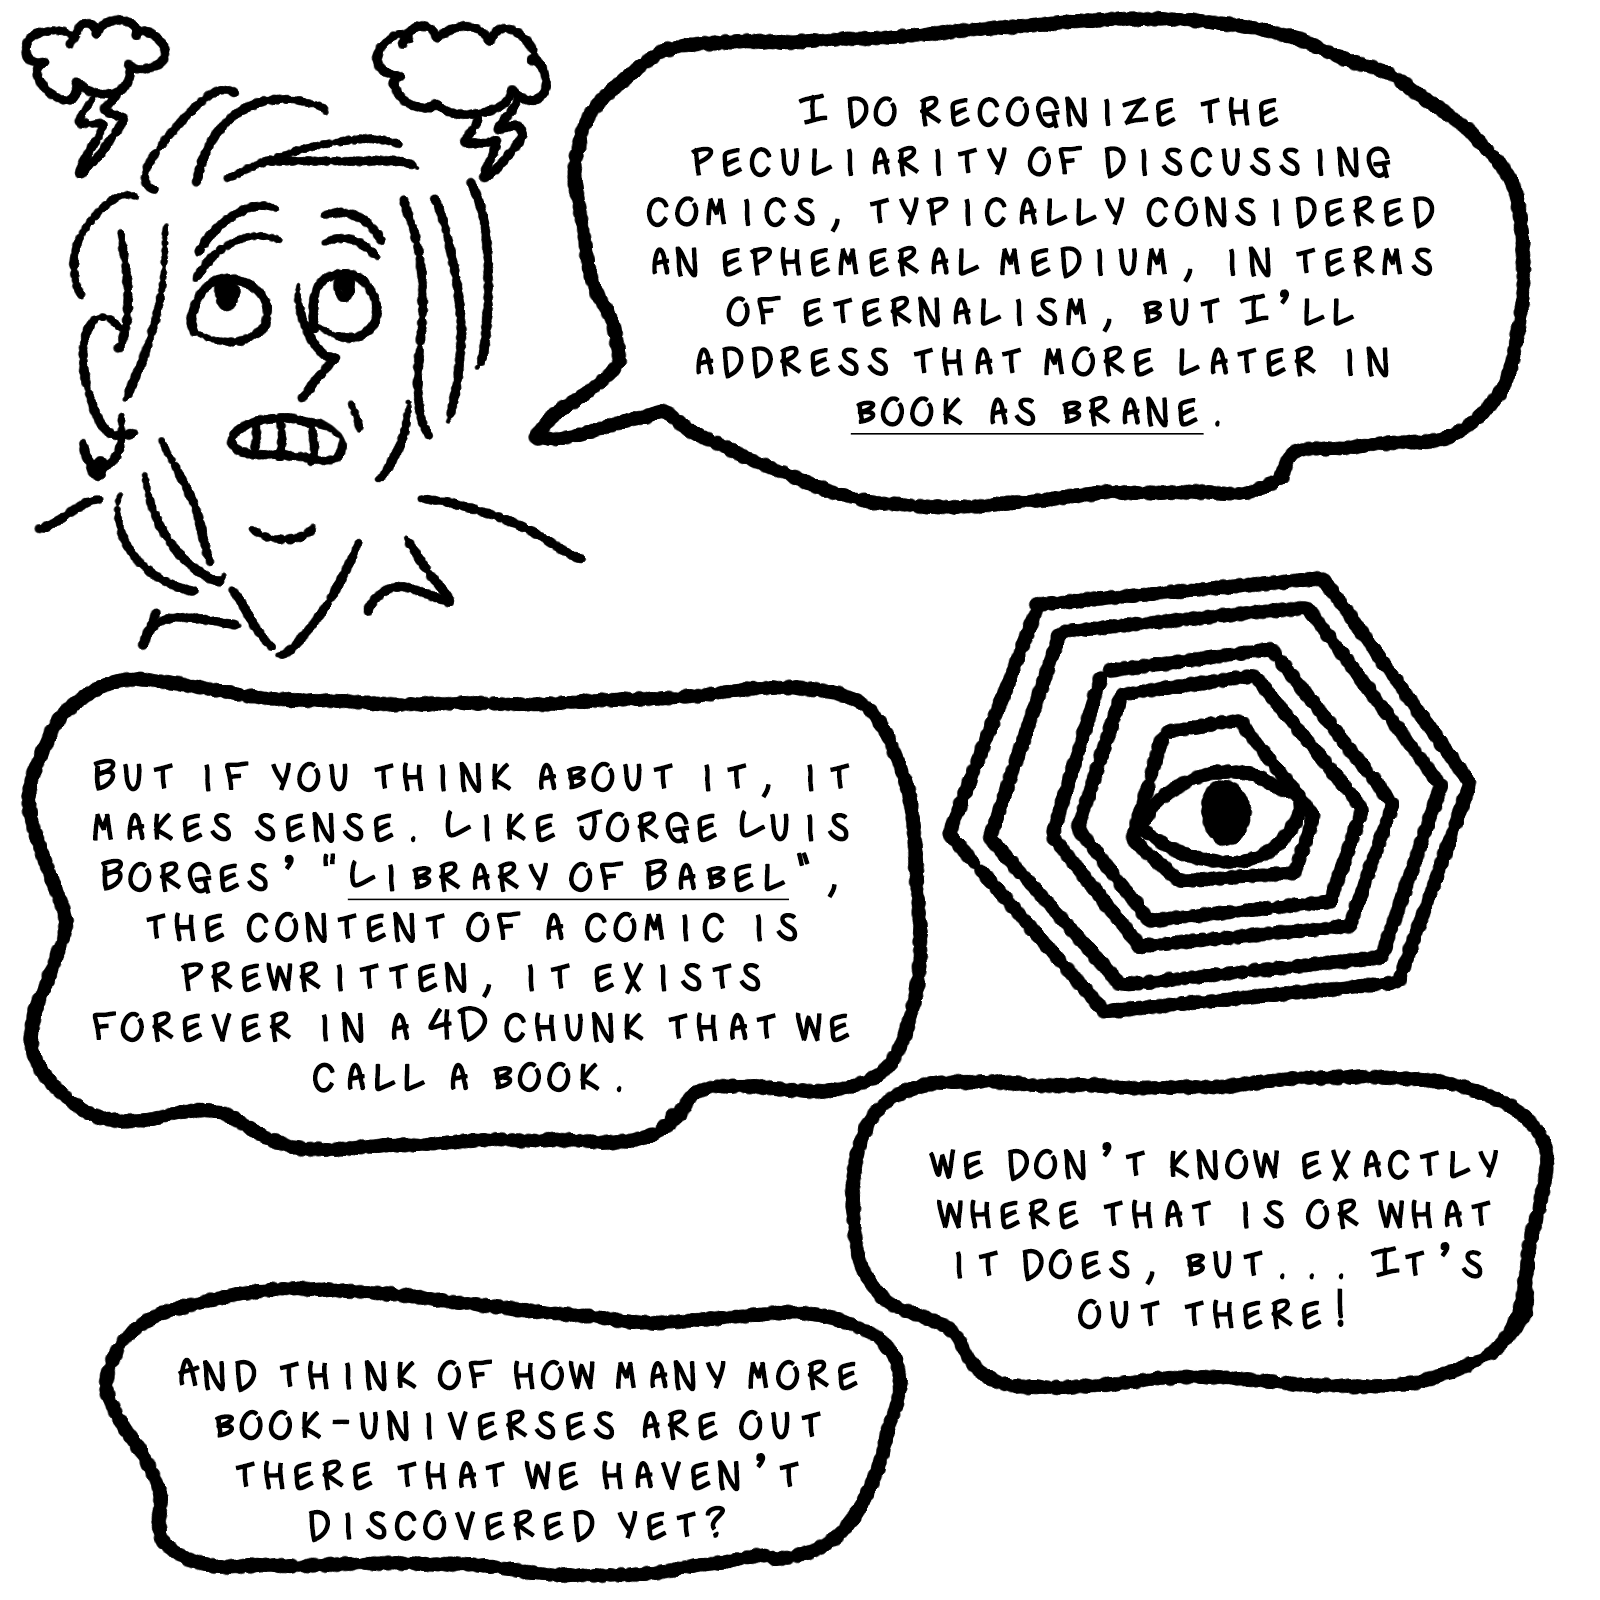 I DO RECOGNIZE THE
PECULIARITY OF DISCUSSING
COMICS, TYPICALLY CONSIDERED
AN EPHEMERAL MEDIUM, IN TERMS
OF ETERNALISM, BUT I'LL
ADDRESS THAT MORE LATER IN
BOOK AS BRANE.
BUT IF YOU THINK ABOUT IT, IT
MAKES SENSE. LIKE JORGE LUIS
BORGES' "LIBRARY OF BABEL",
THE CONTENT OF A COMIC IS
PREWRITTEN, IT EXISTS
FOREVER IN A 4D CHUNK THAT WE
CALL A BOOK.
WE DON'T KNOW EXACTLY
WHERE THAT IS OR WHAT
IT DOES, BUT... IT'S
OUT THERE!
AND THINK OF HOW MANY MORE
BOOK-UNIVERSES ARE OUT
THERE THAT WE HAVEN'T
DISCOVERED YET?